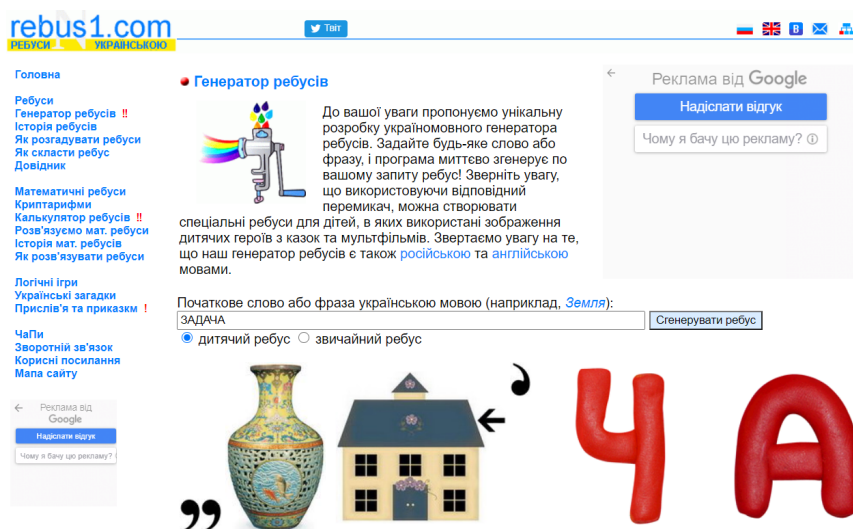 rebus1.com
РЕБУСИ УКРАЇНСЬКОЮ
Твіт
B
Головна
Ребуси
Генератор ребусів !!
Історія ребусів
Як розгадувати ребуси
Як скласти ребус
Довідник
Математичні ребуси
Криптарифми
Калькулятор ребусів !!
Розв'язуємо мат. ребуси
Історія мат. ребусів
Як розв'язувати ребуси
Логічні ігри
Українські загадки
Прислів'я та приказкм !
ЧаПи
Зворотній зв'язок
Корисні посилання
Мапа сайту
Реклама від
Google
Надіслати відгук
Чому я бачу цю рекламу?
Генератор ребусів
До вашої уваги пропонуємо унікальну
розробку україномовного генератора
ребусів. Задайте будь-яке слово або
фразу, і програма миттєво згенерує по
вашому запиту ребус! Зверніть увагу,
що використовуючи відповідний
перемикач, можна створювати
спеціальні ребуси для дітей, в яких використані зображення
дитячих героїв з казок та мультфільмів. Звертаємо увагу на те,
що наш генератор ребусів є також російською та англійською
мовами.
Реклама від Google
Надіслати відгук
Чому я бачу цю рекламу?
Початкове слово або фраза українською мовою (наприклад, Земля):
ЗАДАЧА Сгенерувати ребус
дитячий ребус звичайний ребус
,, ← , Ч А